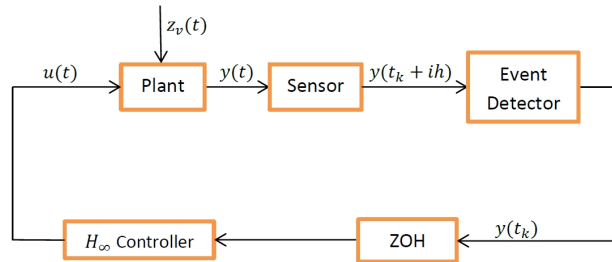 z_v(t)
u(t)
Plant
y(t)
Sensor
y(t_k + ih)
Event
Detector
H_∞ Controller
ZOH
y(t_k)